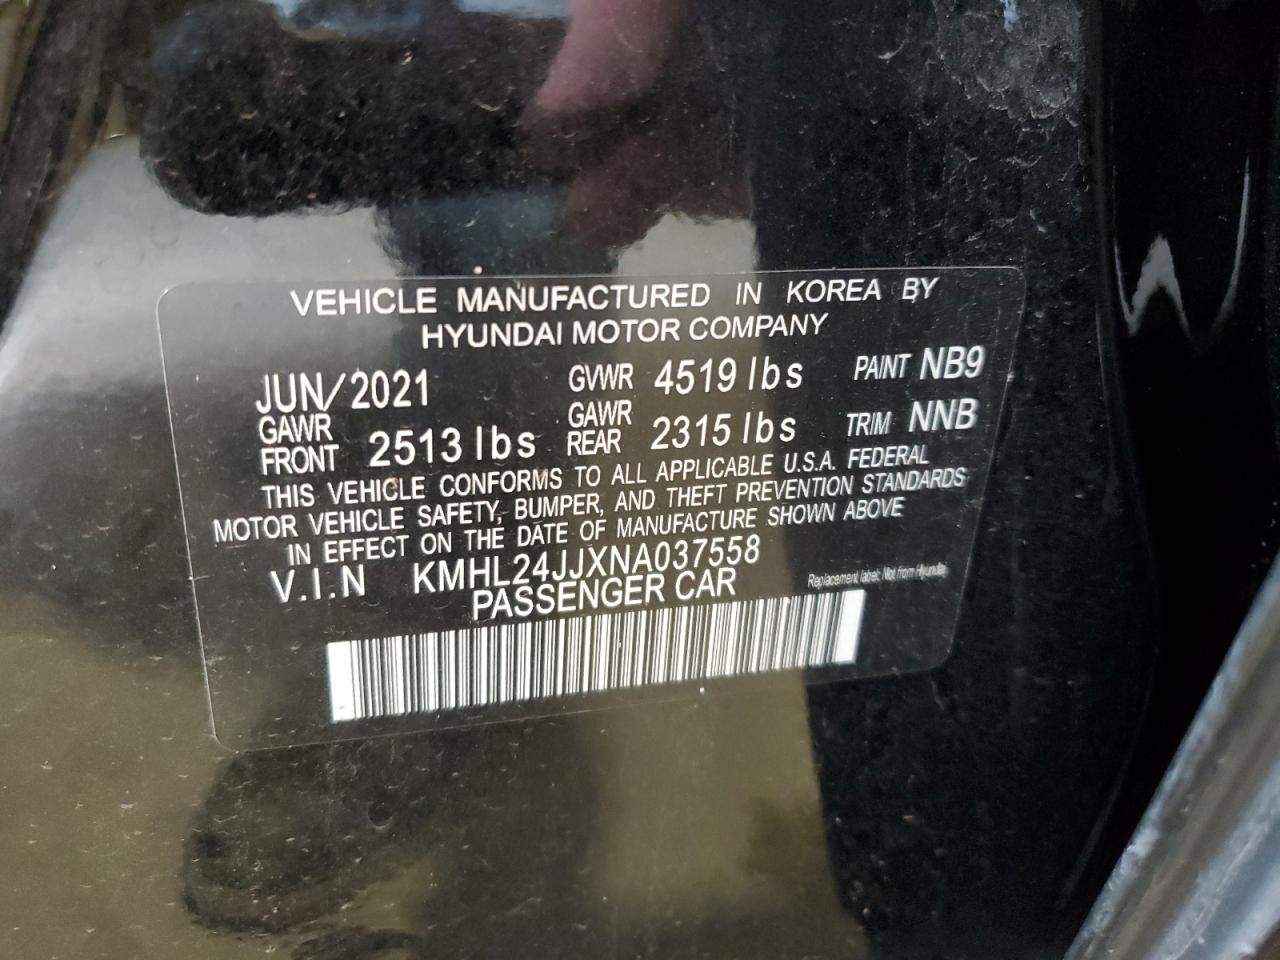 VEHICLE MANUFACTURED IN KOREA BY
HYUNDAI MOTOR COMPANY
JUN/2021 GVWR 4519 lbs PAINT NB9
GAWR FRONT 2513 lbs GAWR REAR 2315 lbs TRIM NNB
THIS VEHICLE CONFORMS TO ALL APPLICABLE U.S.A. FEDERAL
MOTOR VEHICLE SAFETY, BUMPER, AND THEFT PREVENTION STANDARDS
IN EFFECT ON THE DATE OF MANUFACTURE SHOWN ABOVE
V.I.N KMHL24JJXNA037558
PASSENGER CAR
Replacement label: Not from Hyundai